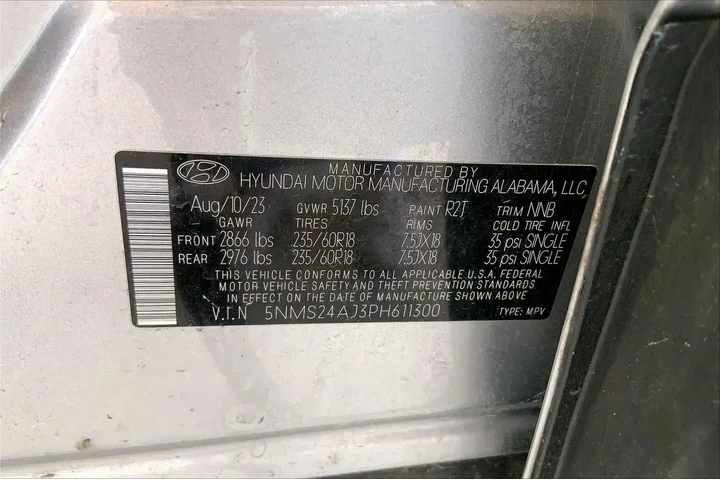 MANUFACTURED BY
HYUNDAI MOTOR MANUFACTURING ALABAMA, LLC,
Aug/10/23 GVWR 5137 lbs PAINT R2T TRIM NNB
GAWR TIRES RIMS COLD TIRE INFL
FRONT 2866 lbs 235/60R18 7.5JX18 35 psi SINGLE
REAR 2976 lbs 235/60R18 7.5JX18 35 psi SINGLE
THIS VEHICLE CONFORMS TO ALL APPLICABLE U.S.A. FEDERAL
MOTOR VEHICLE SAFETY AND THEFT PREVENTION STANDARDS
IN EFFECT ON THE DATE OF MANUFACTURE SHOWN ABOVE
V.I.N 5NMS24AJ3PH611300 TYPE: MPV